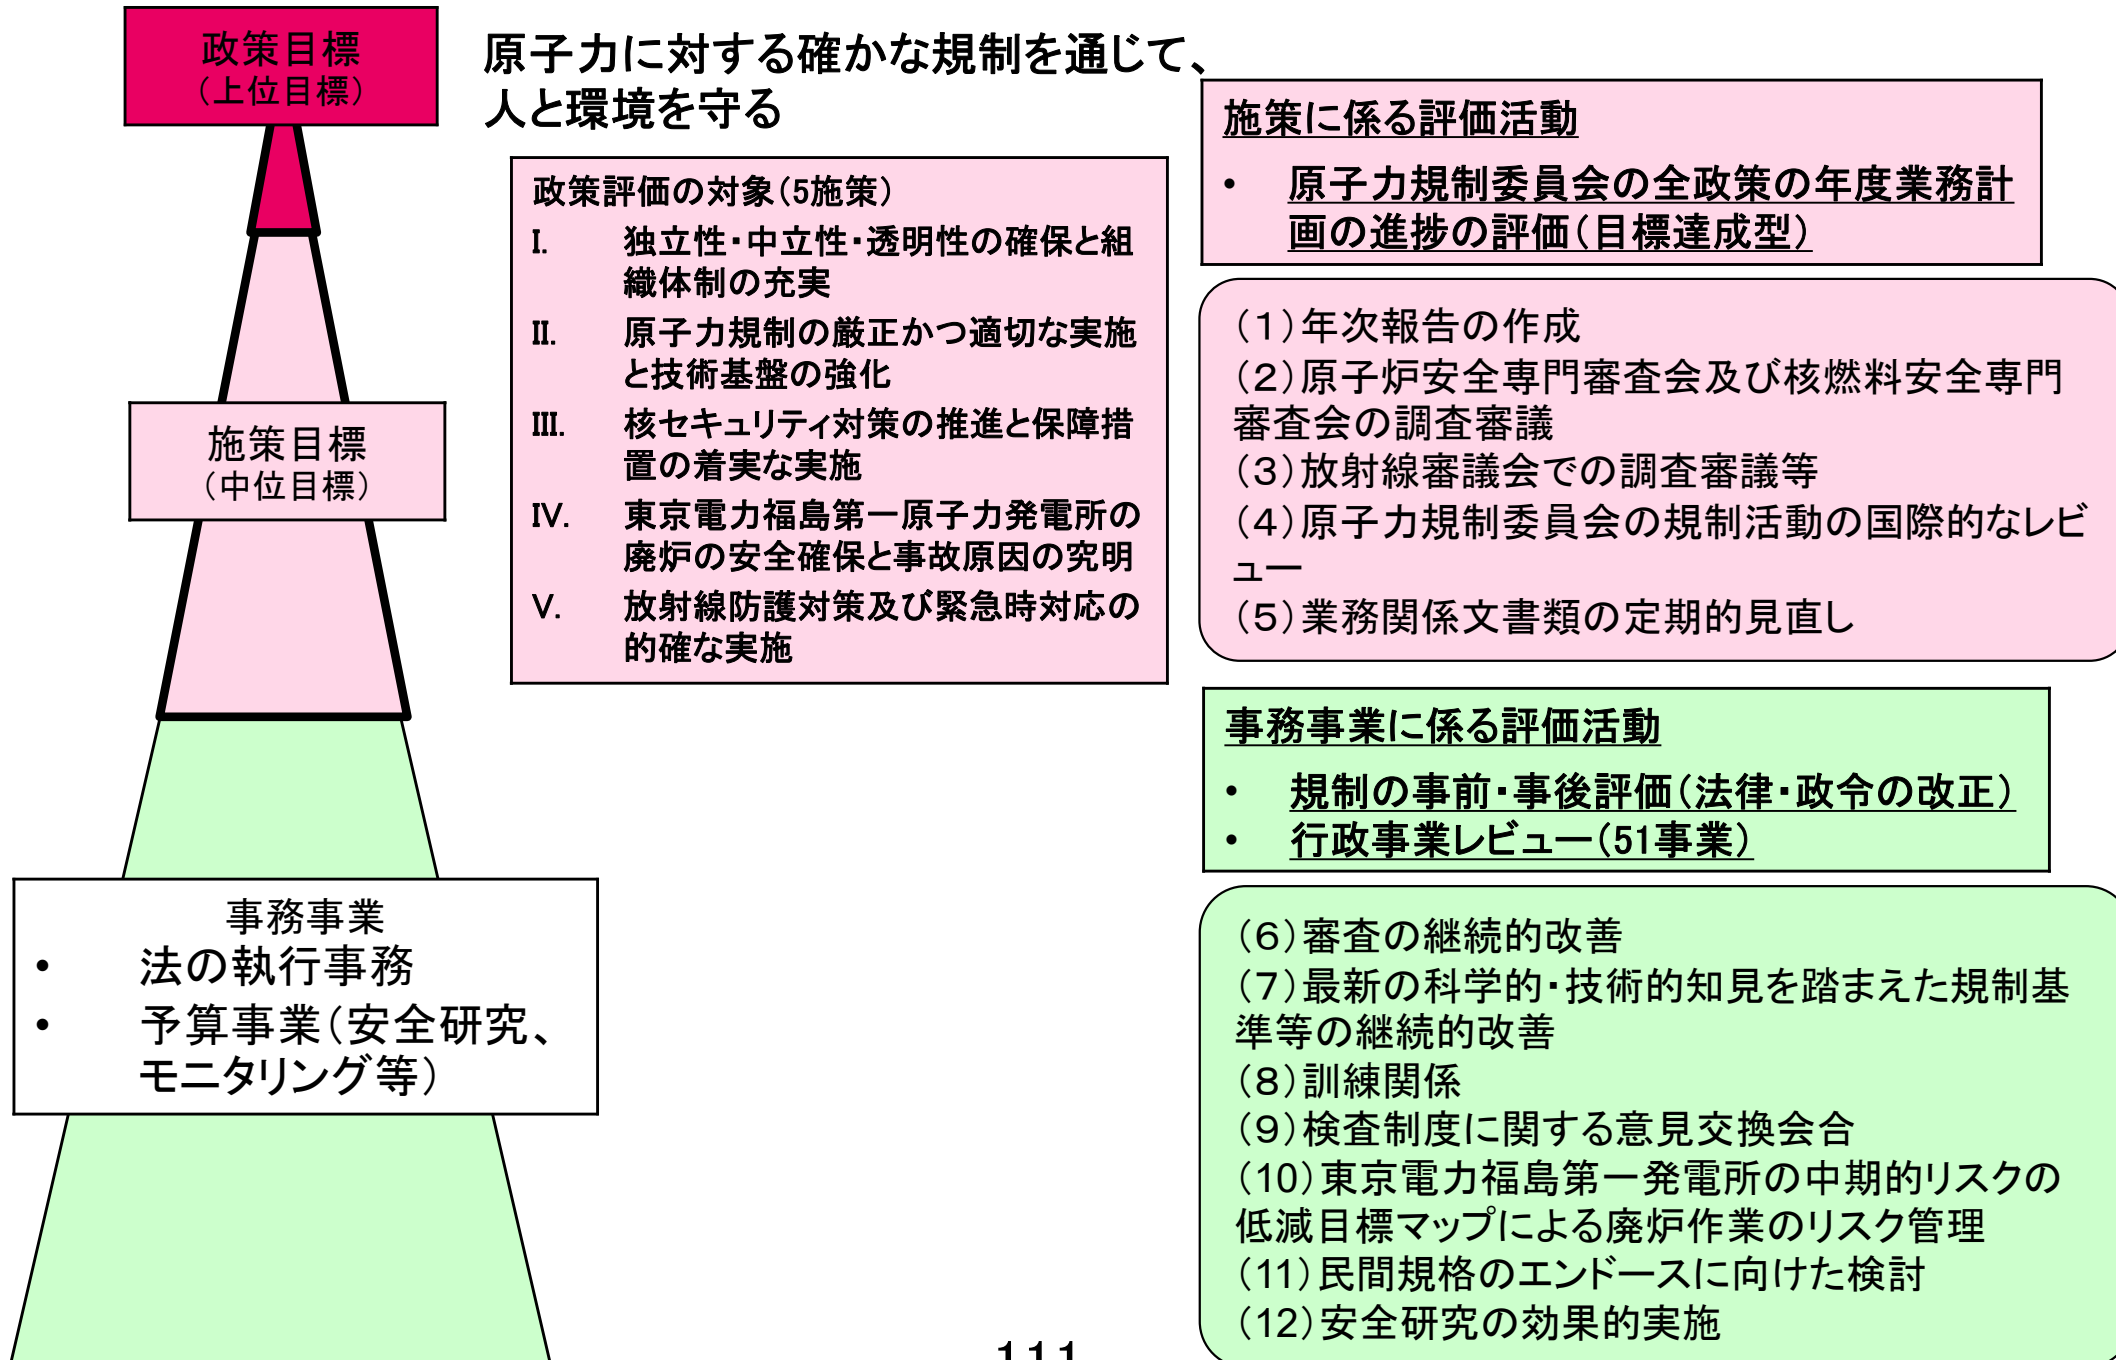 政策目標
（上位目標）
原子力に対する確かな規制を通じて、
人と環境を守る
施策目標
（中位目標）
事務事業
• 法の執行事務
• 予算事業（安全研究、
モニタリング等）
政策評価の対象（5施策）
I. 独立性・中立性・透明性の確保と組
織体制の充実
II. 原子力規制の厳正かつ適切な実施
と技術基盤の強化
III. 核セキュリティ対策の推進と保障措
置の着実な実施
IV. 東京電力福島第一原子力発電所の
廃炉の安全確保と事故原因の究明
V. 放射線防護対策及び緊急時対応の
的確な実施
施策に係る評価活動
• 原子力規制委員会の全政策の年度業務計
画の進捗の評価（目標達成型）
（１）年次報告の作成
（２）原子炉安全専門審査会及び核燃料安全専門
審査会の調査審議
（３）放射線審議会での調査審議等
（４）原子力規制委員会の規制活動の国際的なレビ
ュー
（５）業務関係文書類の定期的見直し
事務事業に係る評価活動
• 規制の事前・事後評価（法律・政令の改正）
• 行政事業レビュー（51事業）
（６）審査の継続的改善
（７）最新の科学的・技術的知見を踏まえた規制基
準等の継続的改善
（８）訓練関係
（９）検査制度に関する意見交換会合
（10）東京電力福島第一発電所の中期的リスクの
低減目標マップによる廃炉作業のリスク管理
（11）民間規格のエンドースに向けた検討
（12）安全研究の効果的実施
111